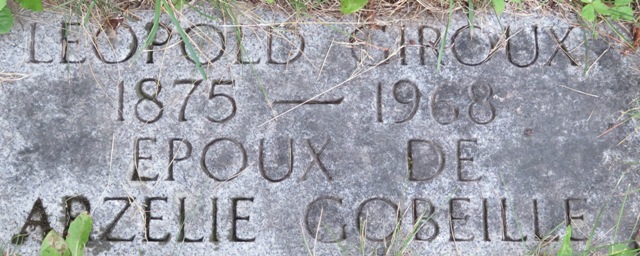 LEOPOLD GIROUX
1875 — 1968
EPOUX DE
ARZELIE GOBEILLE